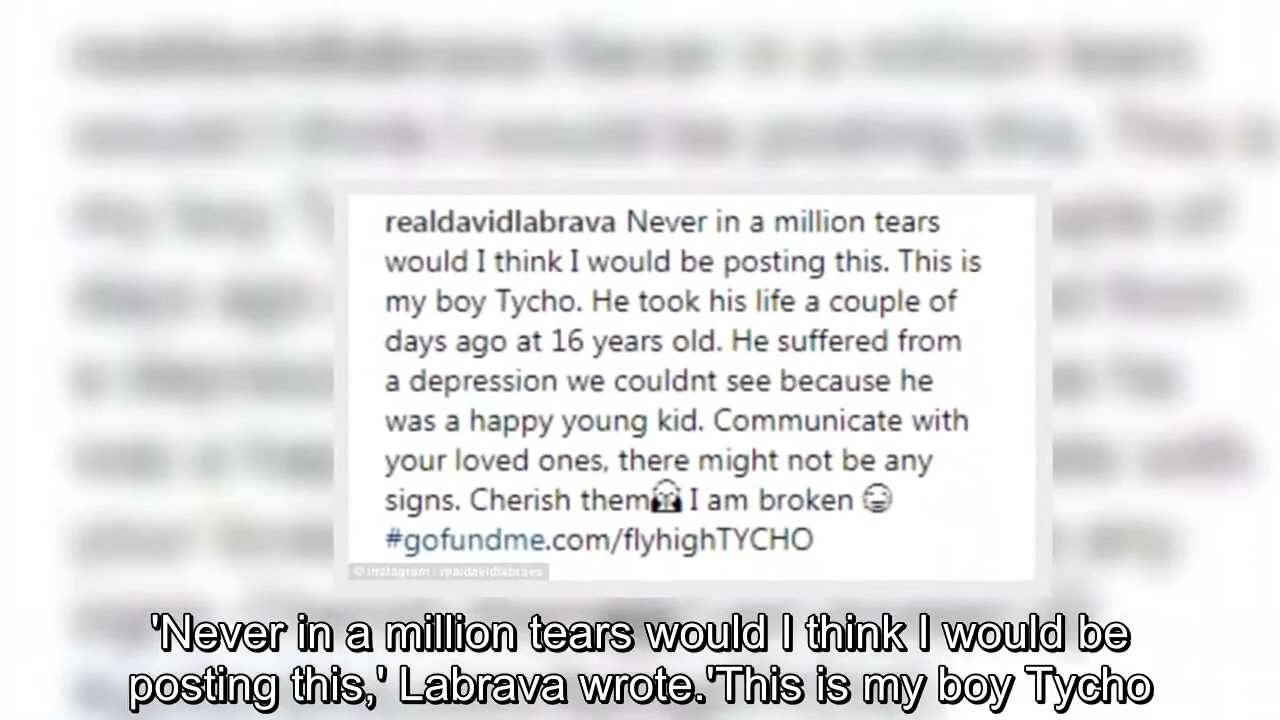 realdavidlabrava Never in a million tears
would I think I would be posting this. This is
my boy Tycho. He took his life a couple of
days ago at 16 years old. He suffered from
a depression we couldnt see because he
was a happy young kid. Communicate with
your loved ones, there might not be any
signs. Cherish them I am broken
#gofundme.com/flyhighTYCHO
© Instagram : realdavidlabrava
'Never in a million tears would I think I would be
posting this,' Labrava wrote.'This is my boy Tycho